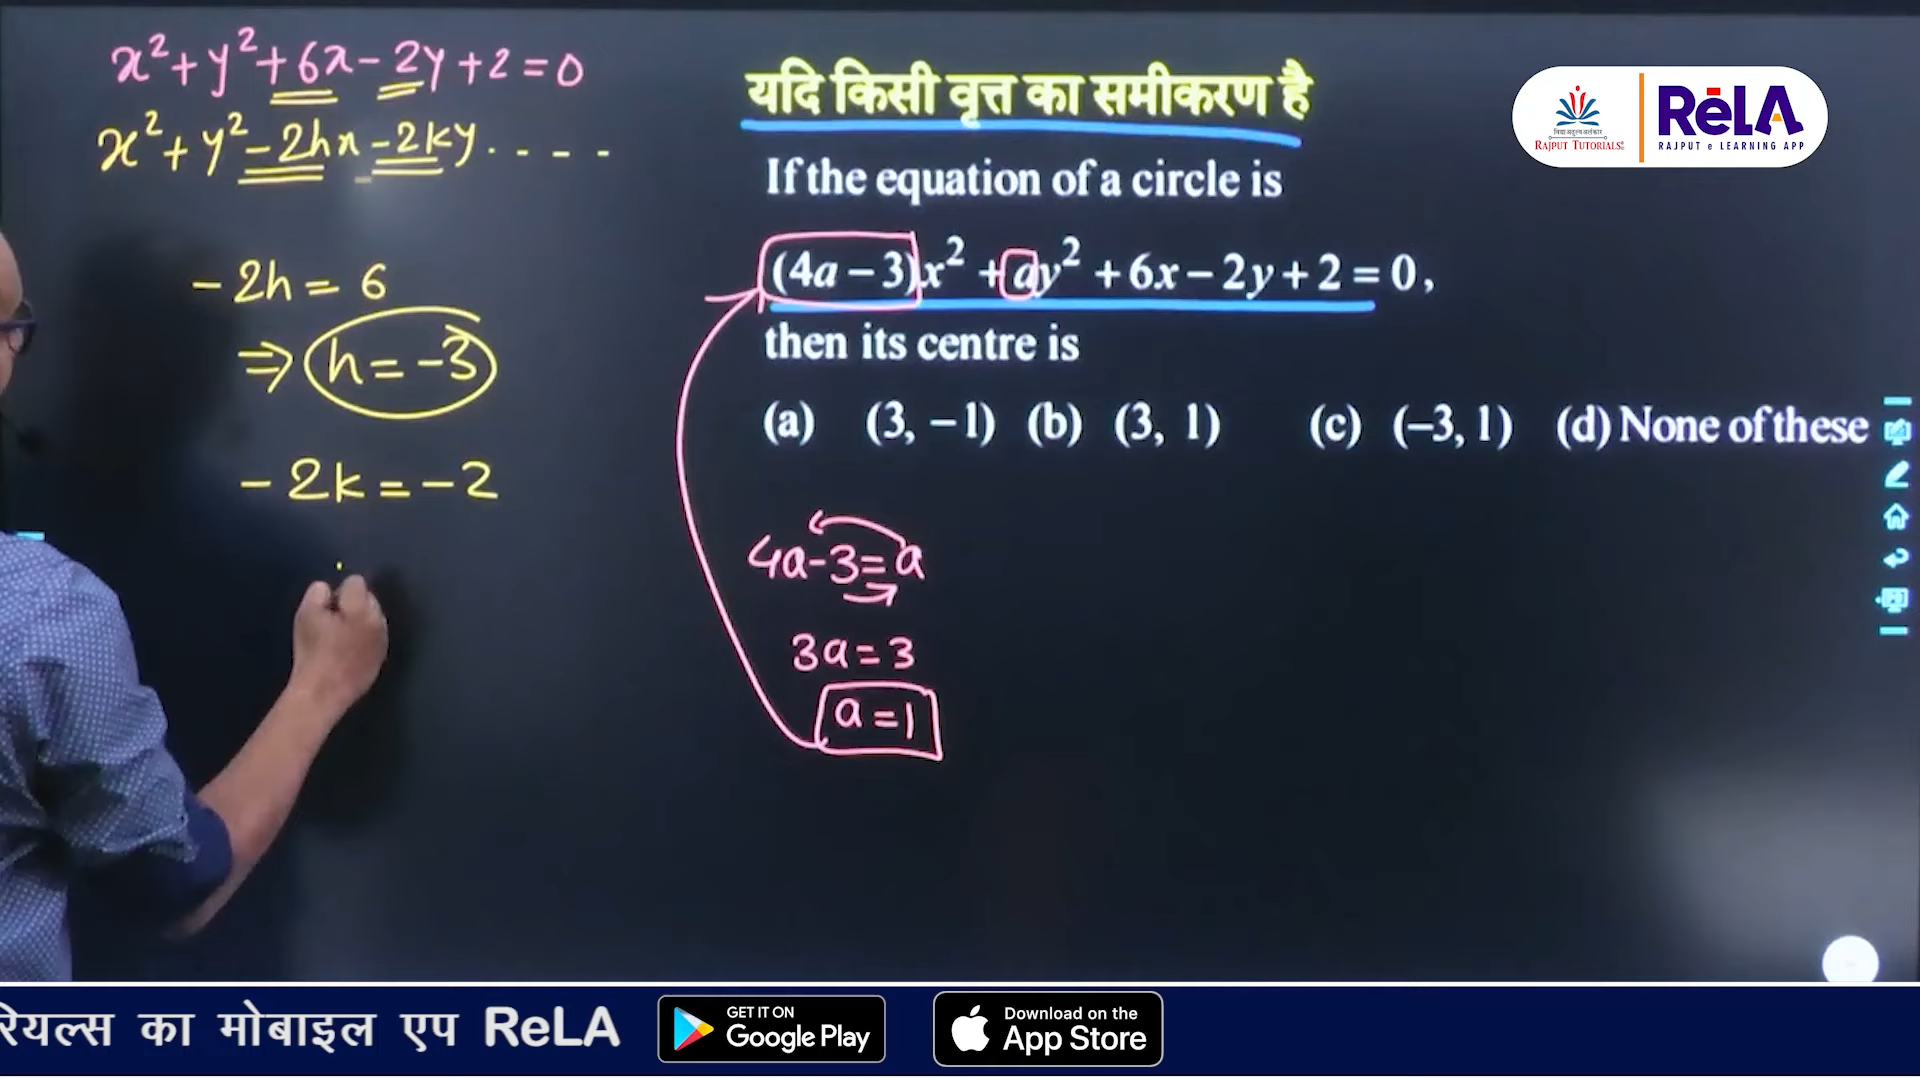 x²+y²+6x-2y+2=0
x²+y²-2hx-2ky....
-2h=6
⇒ h=-3
-2k=-2
यदि किसी वृत्त का समीकरण है
If the equation of a circle is
(4a – 3)x² + ay² + 6x – 2y + 2 = 0,
then its centre is
(a) (3, –1) (b) (3, 1) (c) (–3, 1) (d) None of these
4a-3=a
3a=3
a=1
RAJPUT TUTORIALS
ReLA
RAJPUT e LEARNING APP
रियल्स का मोबाइल एप ReLA
GET IT ON
Google Play
Download on the
App Store